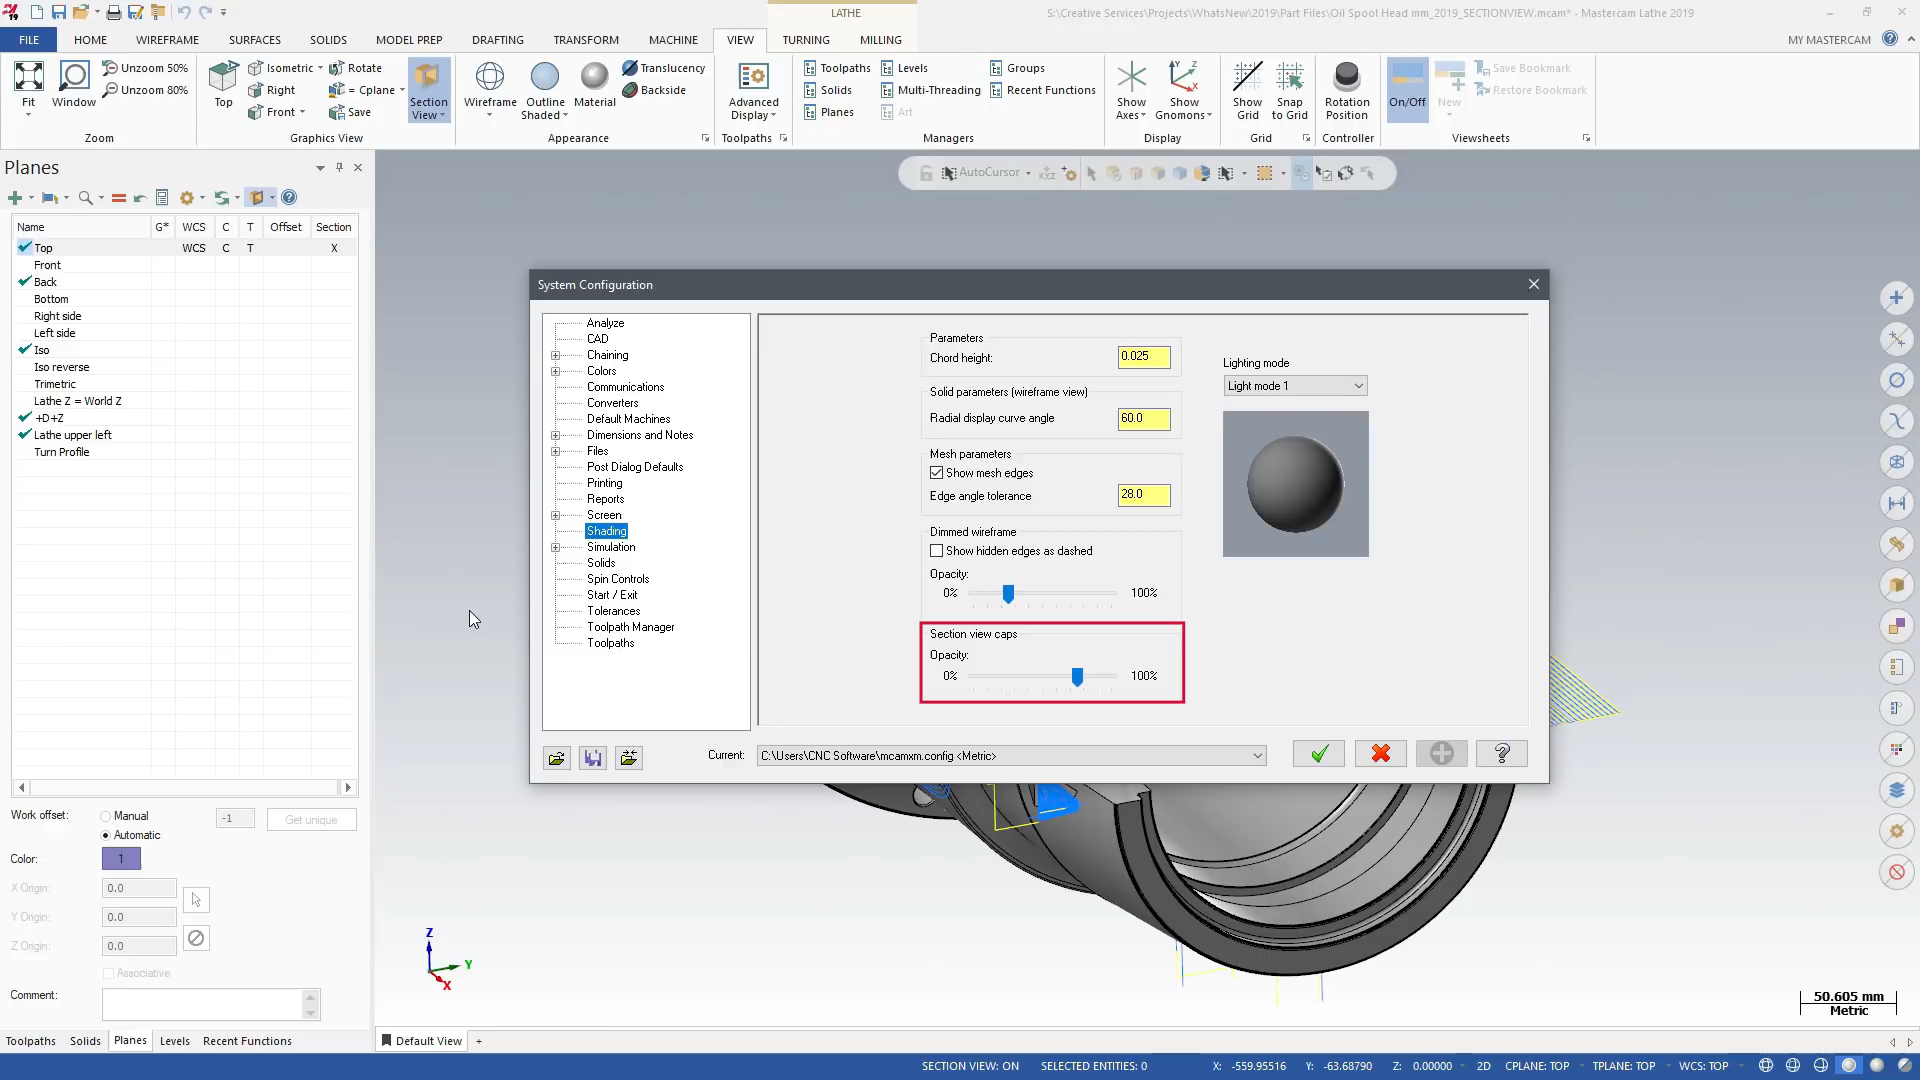 LATHE
S:\Creative Services\Projects\WhatsNew\2019\Part Files\Oil Spool Head mm_2019_SECTIONVIEW.mcam* - Mastercam Lathe 2019
FILE HOME WIREFRAME SURFACES SOLIDS MODEL PREP DRAFTING TRANSFORM MACHINE VIEW TURNING MILLING MY MASTERCAM
Fit
Window
Unzoom 50%
Unzoom 80%
Zoom
Top
Isometric
Right
Front
Rotate
= Cplane
Save
Section
View
Graphics View
Wireframe
Outline
Shaded
Material
Translucency
Backside
Appearance
Advanced
Display
Toolpaths
Toolpaths
Solids
Planes
Levels
Multi-Threading
Art
Groups
Recent Functions
Managers
Show
Axes
Show
Gnomons
Display
Show
Grid
Snap
to Grid
Grid
Rotation
Position
Controller
On/Off
New
Save Bookmark
Restore Bookmark
Viewsheets
Planes
Name G* WCS C T Offset Section
Top WCS C T X
Front
Back
Bottom
Right side
Left side
Iso
Iso reverse
Trimetric
Lathe Z = World Z
+D+Z
Lathe upper left
Turn Profile
Work offset: Manual -1 Get unique
Automatic
Color: 1
X Origin: 0.0
Y Origin: 0.0
Z Origin: 0.0
Associative
Comment:
Toolpaths Solids Planes Levels Recent Functions
AutoCursor
System Configuration
Analyze
CAD
Chaining
Colors
Communications
Converters
Default Machines
Dimensions and Notes
Files
Post Dialog Defaults
Printing
Reports
Screen
Shading
Simulation
Solids
Spin Controls
Start / Exit
Tolerances
Toolpath Manager
Toolpaths
Parameters
Chord height: 0.025
Solid parameters (wireframe view)
Radial display curve angle 60.0
Mesh parameters
Show mesh edges
Edge angle tolerance 28.0
Dimmed wireframe
Show hidden edges as dashed
Opacity:
0% 100%
Section view caps
Opacity:
0% 100%
Lighting mode
Light mode 1
Current: C:\Users\CNC Software\mcamxm.config <Metric>
Z
Y
X
50.605 mm
Metric
Default View +
SECTION VIEW: ON SELECTED ENTITIES: 0 X: -559.95516 Y: -63.68790 Z: 0.00000 2D CPLANE: TOP TPLANE: TOP WCS: TOP